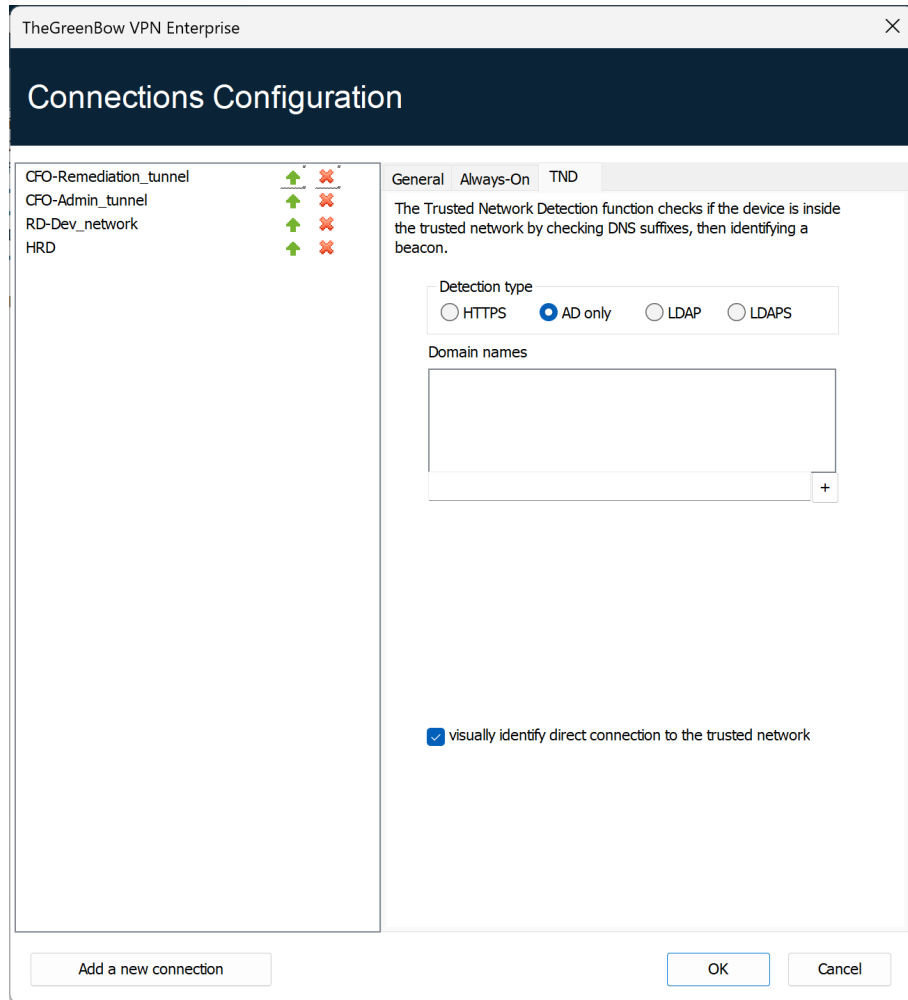 TheGreenBow VPN Enterprise
Connections Configuration
CFO-Remediation_tunnel
CFO-Admin_tunnel
RD-Dev_network
HRD
General Always-On TND
The Trusted Network Detection function checks if the device is inside
the trusted network by checking DNS suffixes, then identifying a
beacon.
Detection type
HTTPS AD only LDAP LDAPS
Domain names
+
visually identify direct connection to the trusted network
Add a new connection OK Cancel